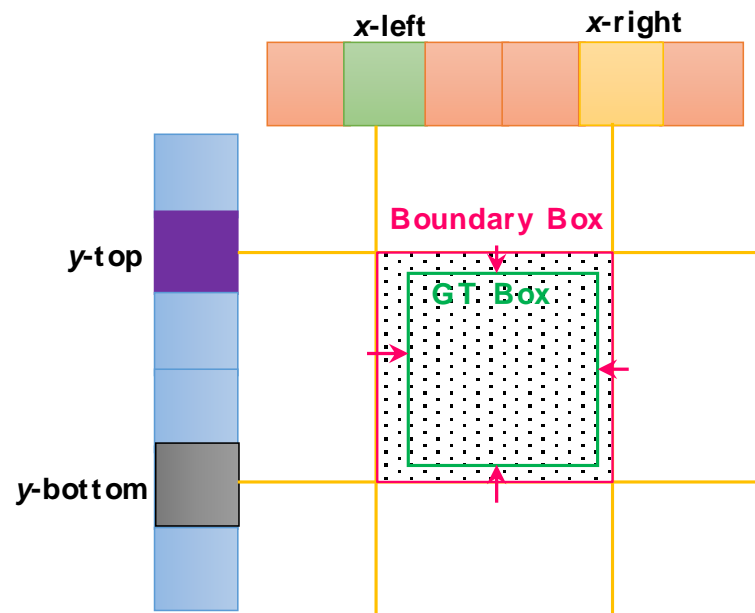 x-left
x-right
Boundary Box
y-top
GT Box
y-bottom